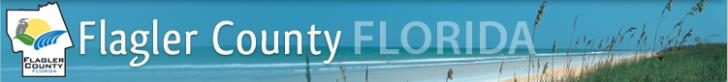 Flagler County FLORIDA
FLAGLER
COUNTY
FLORIDA